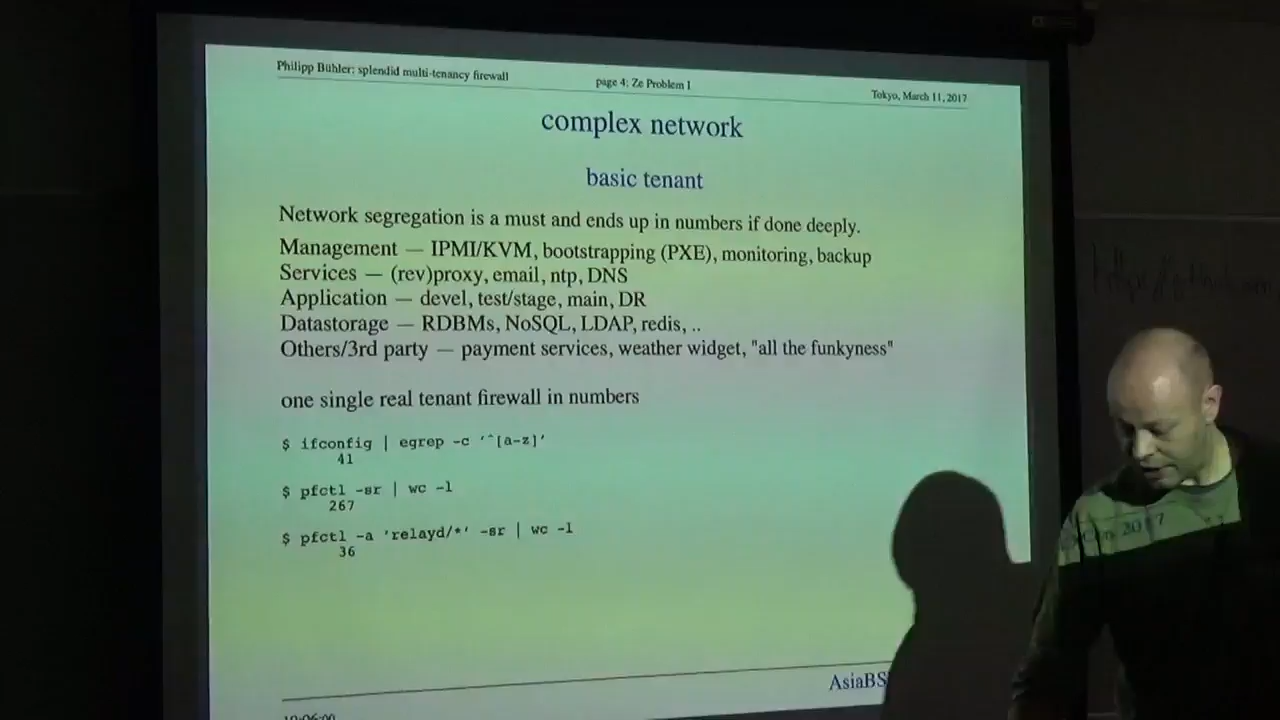 Philipp Bühler: splendid multi-tenancy firewall
page 4: Ze Problem I
Tokyo, March 11, 2017
complex network
basic tenant
Network segregation is a must and ends up in numbers if done deeply.
Management — IPMI/KVM, bootstrapping (PXE), monitoring, backup
Services — (rev)proxy, email, ntp, DNS
Application — devel, test/stage, main, DR
Datastorage — RDBMs, NoSQL, LDAP, redis, ..
Others/3rd party — payment services, weather widget, "all the funkyness"
one single real tenant firewall in numbers
$ ifconfig | egrep -c '^[a-z]'
41
$ pfctl -sr | wc -l
267
$ pfctl -a 'relayd/*' -sr | wc -l
36
AsiaBS
2017